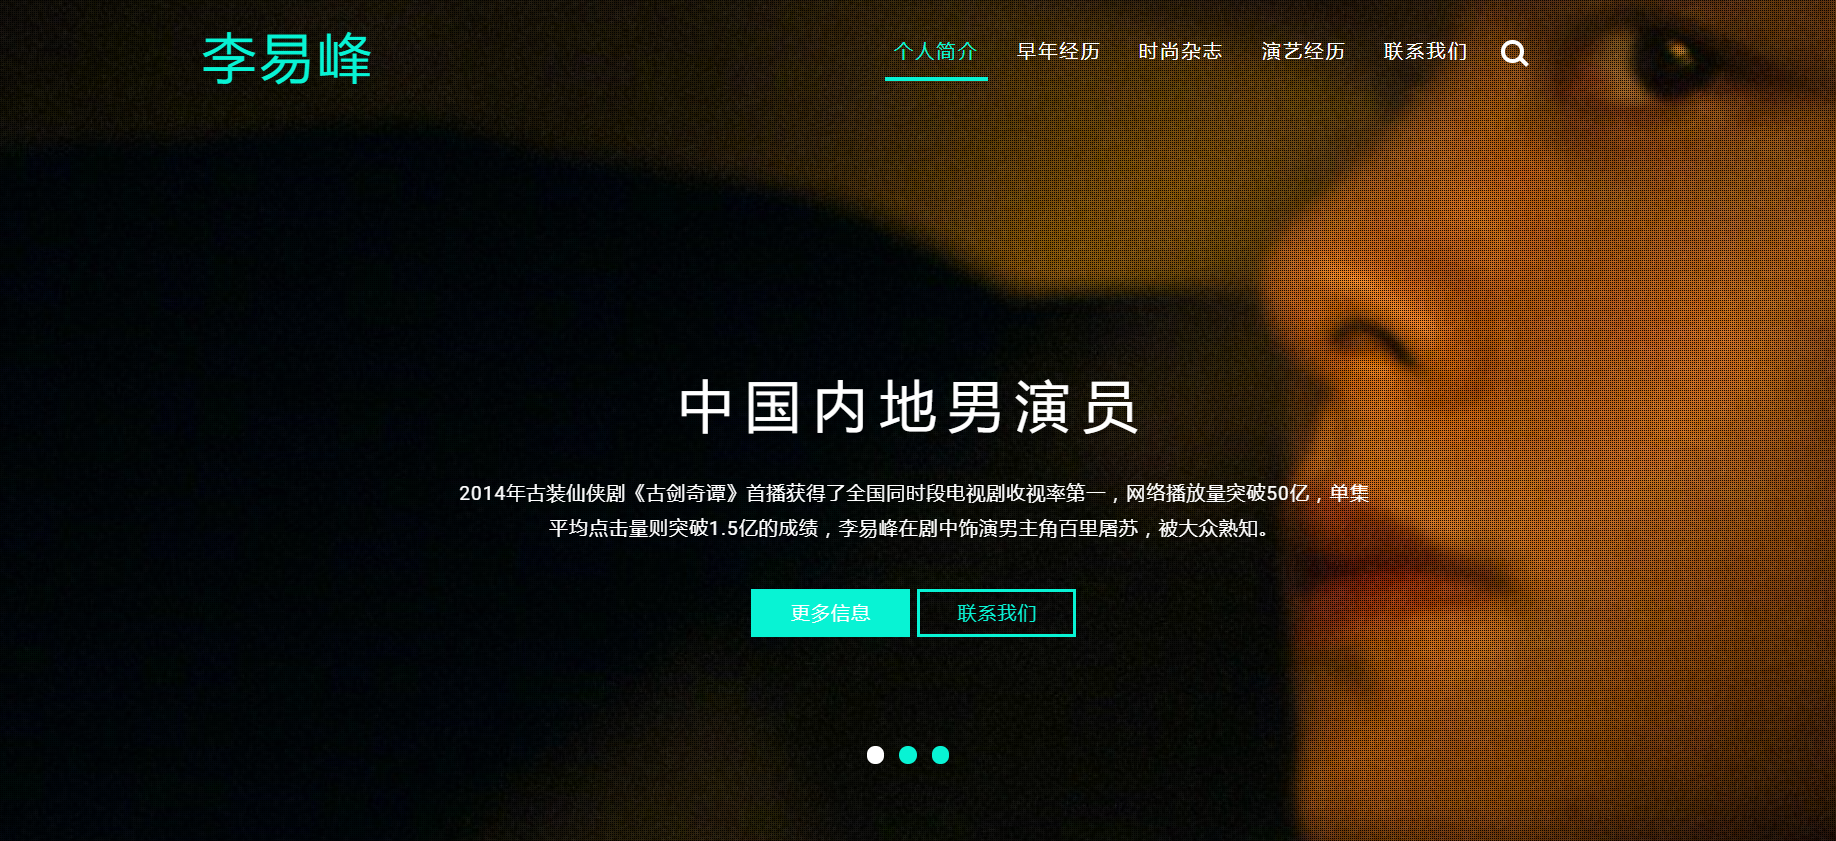 李易峰
个人简介 早年经历 时尚杂志 演艺经历 联系我们
中国内地男演员
2014年古装仙侠剧《古剑奇谭》首播获得了全国同时段电视剧收视率第一，网络播放量突破50亿，单集
平均点击量则突破1.5亿的成绩，李易峰在剧中饰演男主角百里屠苏，被大众熟知。
更多信息 联系我们